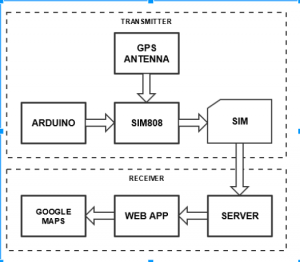 TRANSMITTER
GPS
ANTENNA
ARDUINO
SIM808
SIM
RECEIVER
GOOGLE
MAPS
WEB APP
SERVER